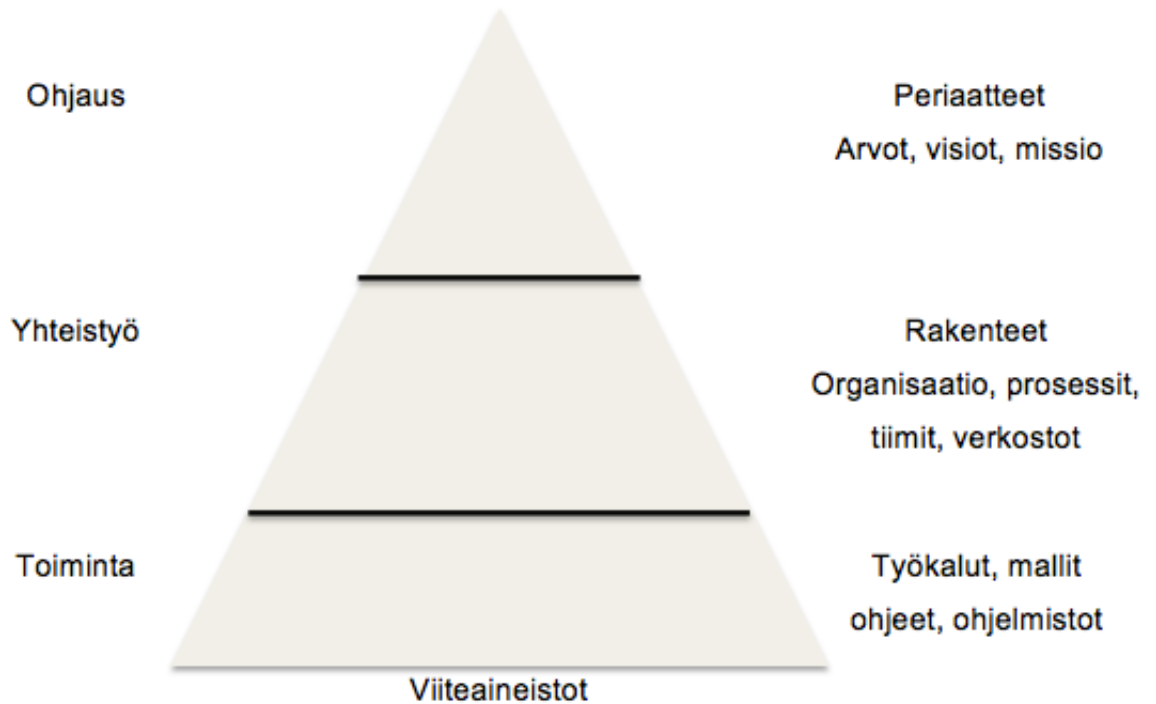 Ohjaus
Periaatteet
Arvot, visiot, missio
Yhteistyö
Rakenteet
Organisaatio, prosessit,
tiimit, verkostot
Toiminta
Työkalut, mallit
ohjeet, ohjelmistot
Viiteaineistot